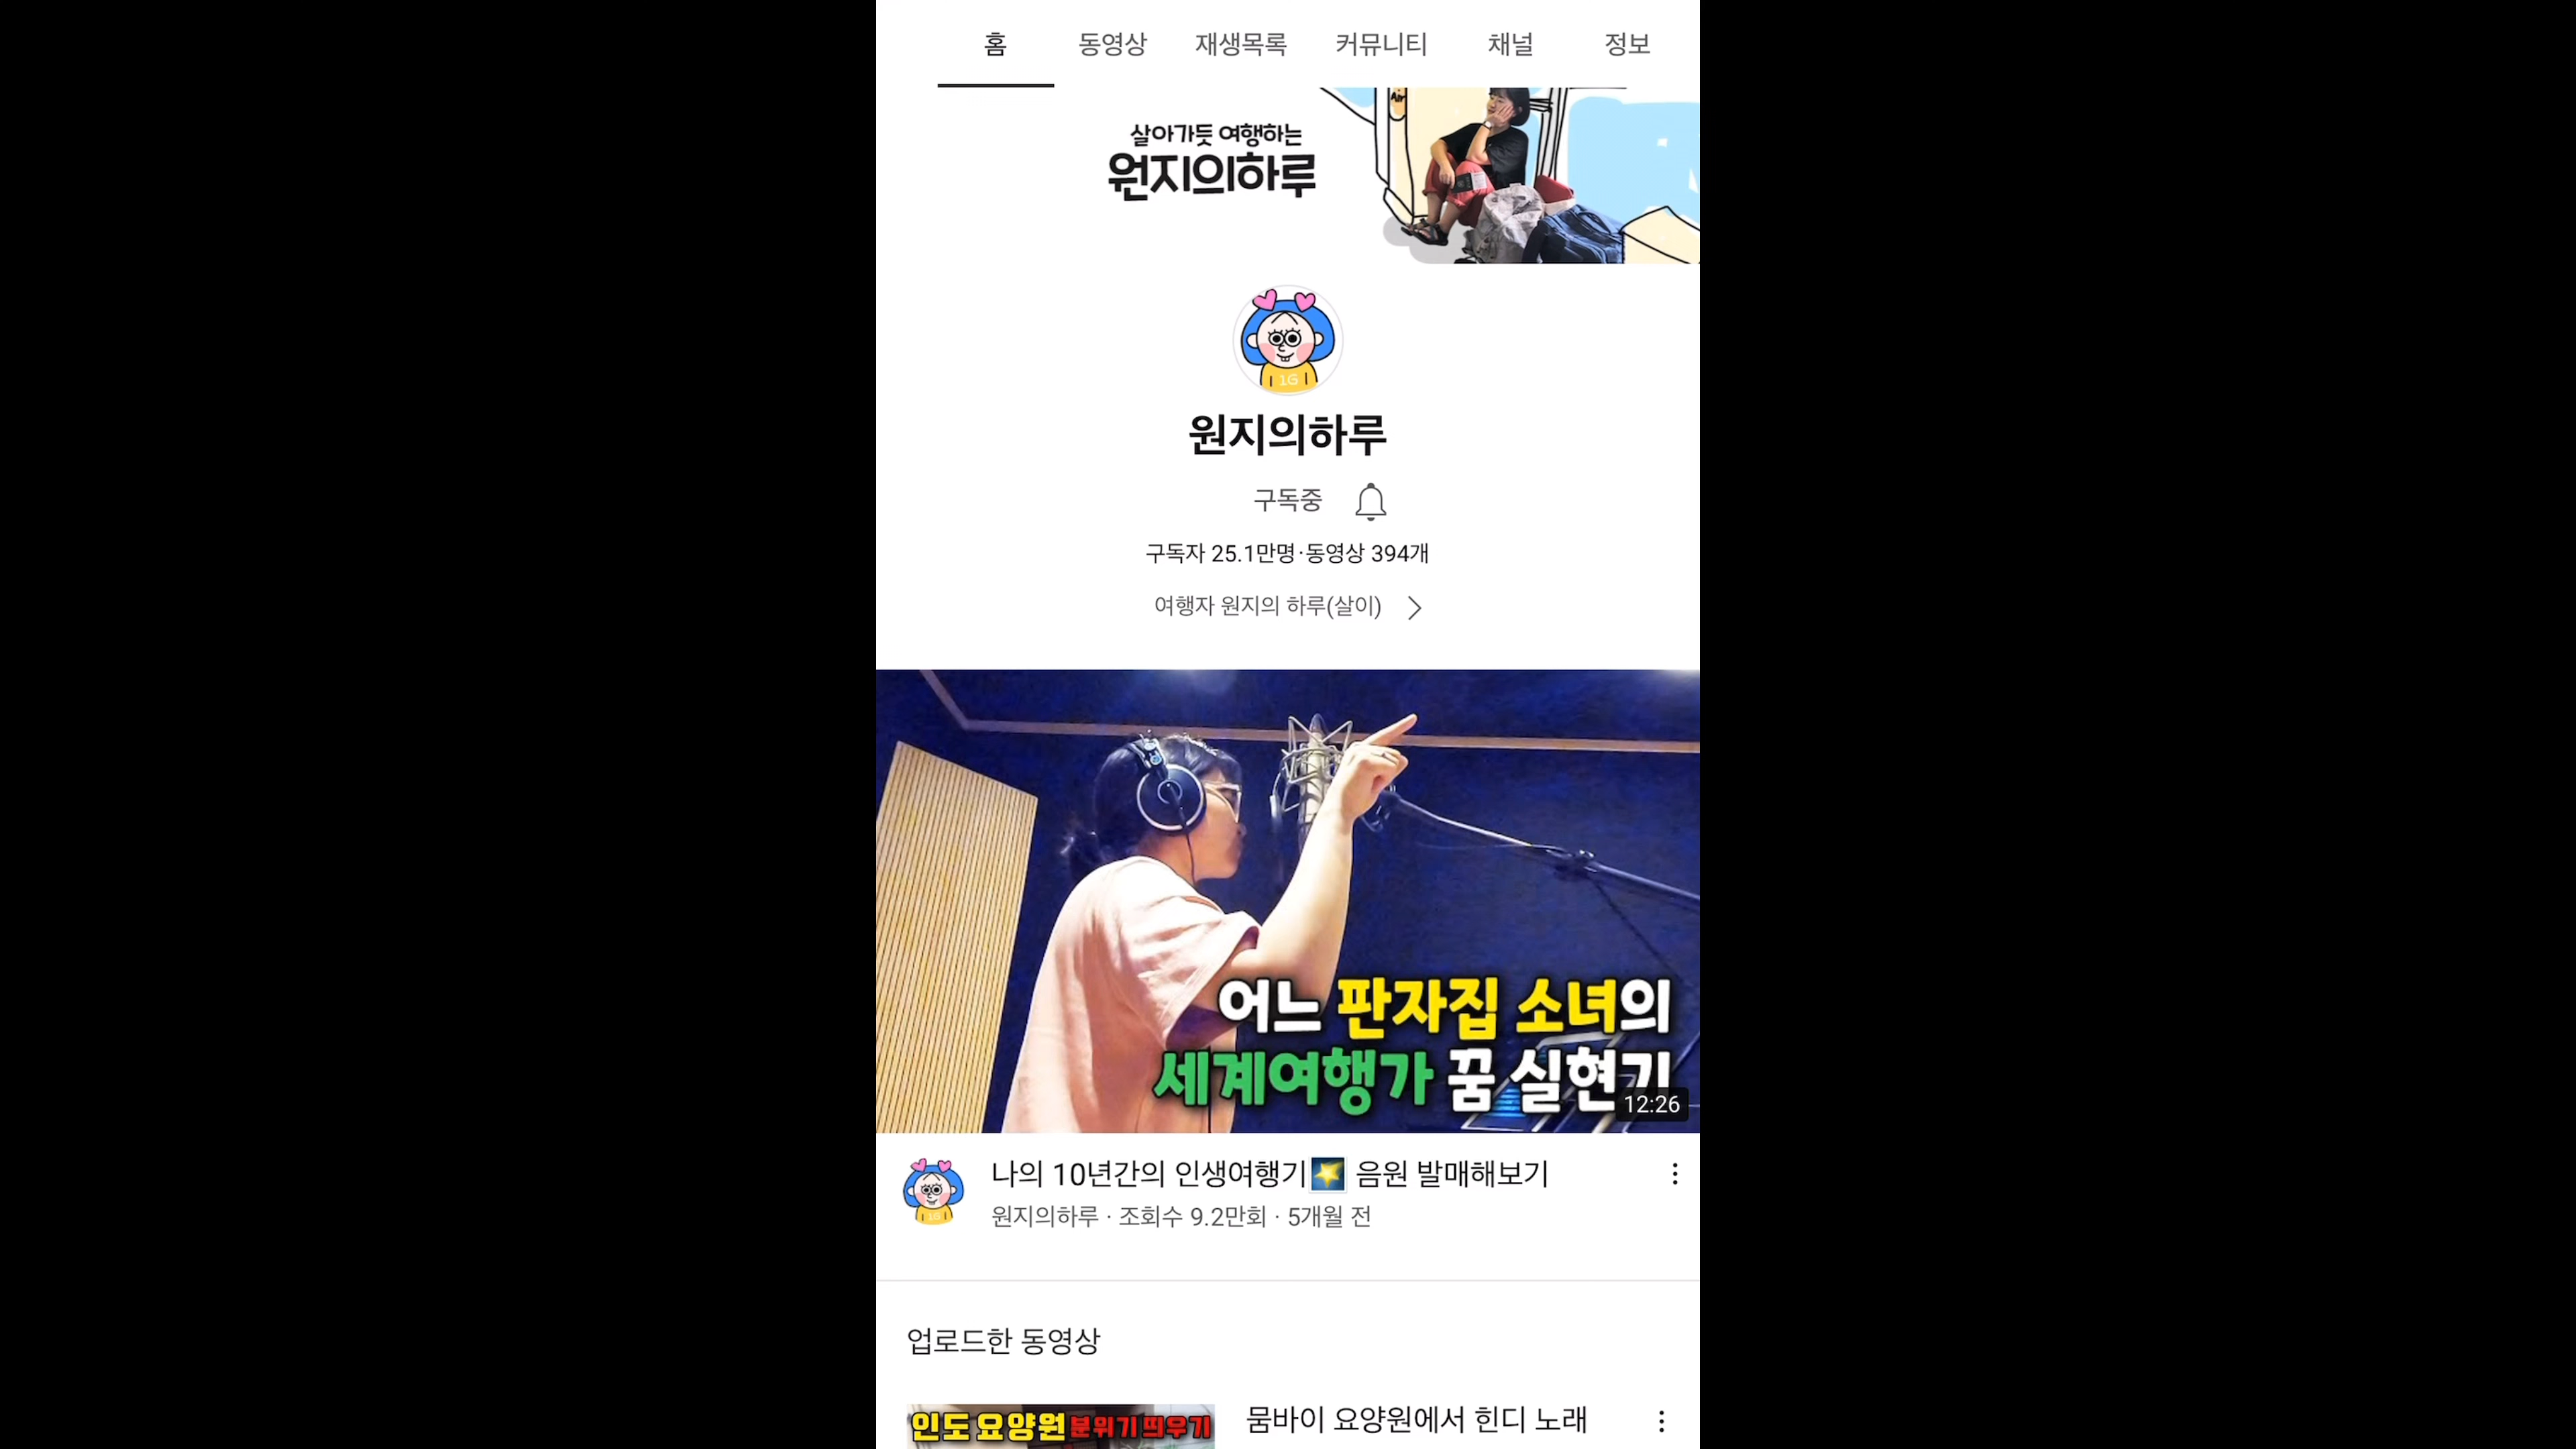 홈 동영상 재생목록 커뮤니티 채널 정보
Air
살아가듯 여행하는
원지의하루
1G
원지의하루
구독중
구독자 25.1만명·동영상 394개
여행자 원지의 하루(살이)
어느 판자집 소녀의
세계여행가 꿈 실현기
12:26
나의 10년간의 인생여행기🌠 음원 발매해보기
원지의하루 · 조회수 9.2만회 · 5개월 전
1G
업로드한 동영상
인도 요양원 분위기 띄우기
뭄바이 요양원에서 힌디 노래